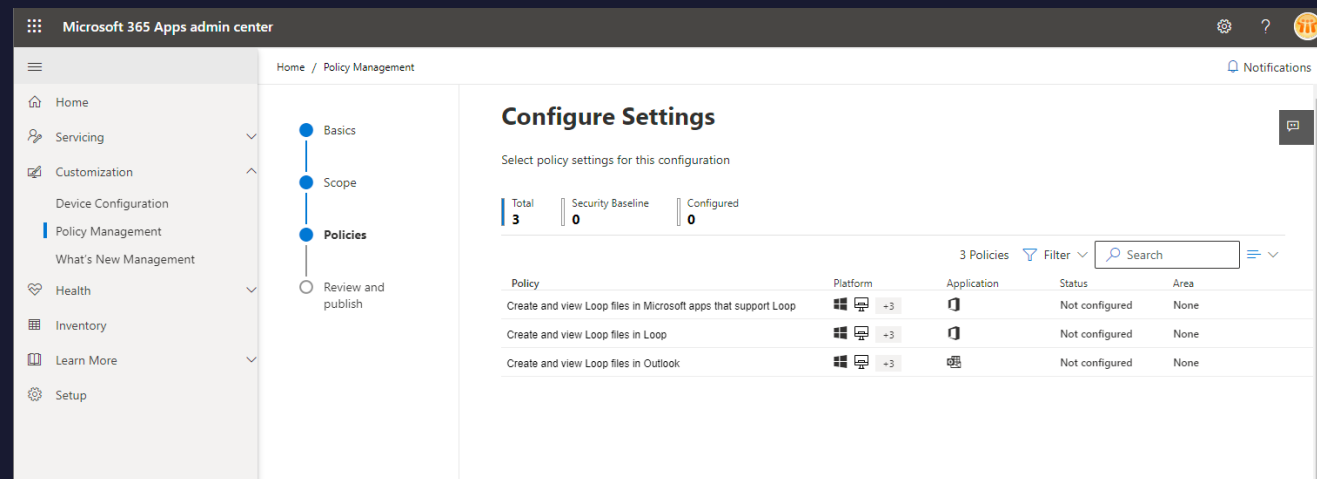 Microsoft 365 Apps admin center
Home / Policy Management
Notifications
Home
Servicing
Customization
Device Configuration
Policy Management
What's New Management
Health
Inventory
Learn More
Setup
Basics
Scope
Policies
Review and
publish
Configure Settings
Select policy settings for this configuration
Total Security Baseline Configured
3 0 0
3 Policies Filter Search
Policy Platform Application Status Area
Create and view Loop files in Microsoft apps that support Loop +3 Not configured None
Create and view Loop files in Loop +3 Not configured None
Create and view Loop files in Outlook +3 Not configured None